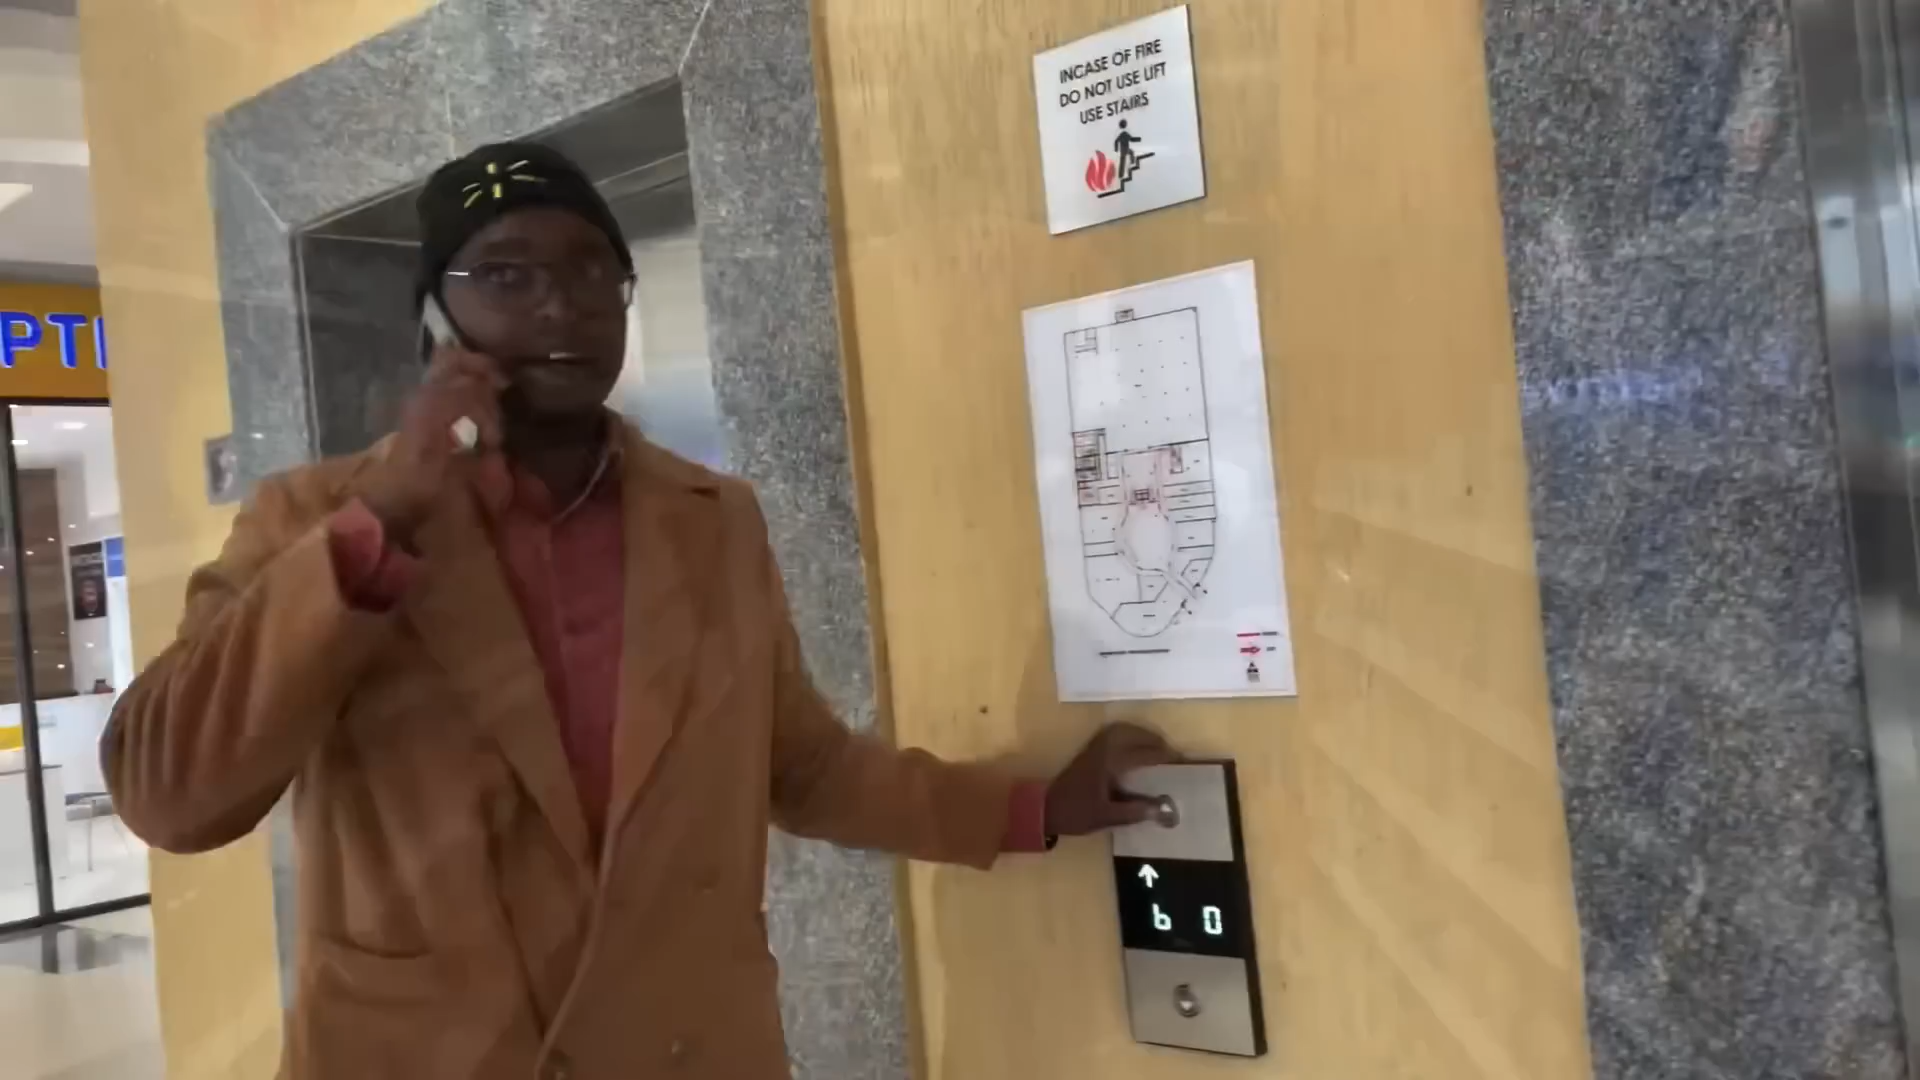 INCASE OF FIRE
DO NOT USE LIFT
USE STAIRS
PTI
b 0